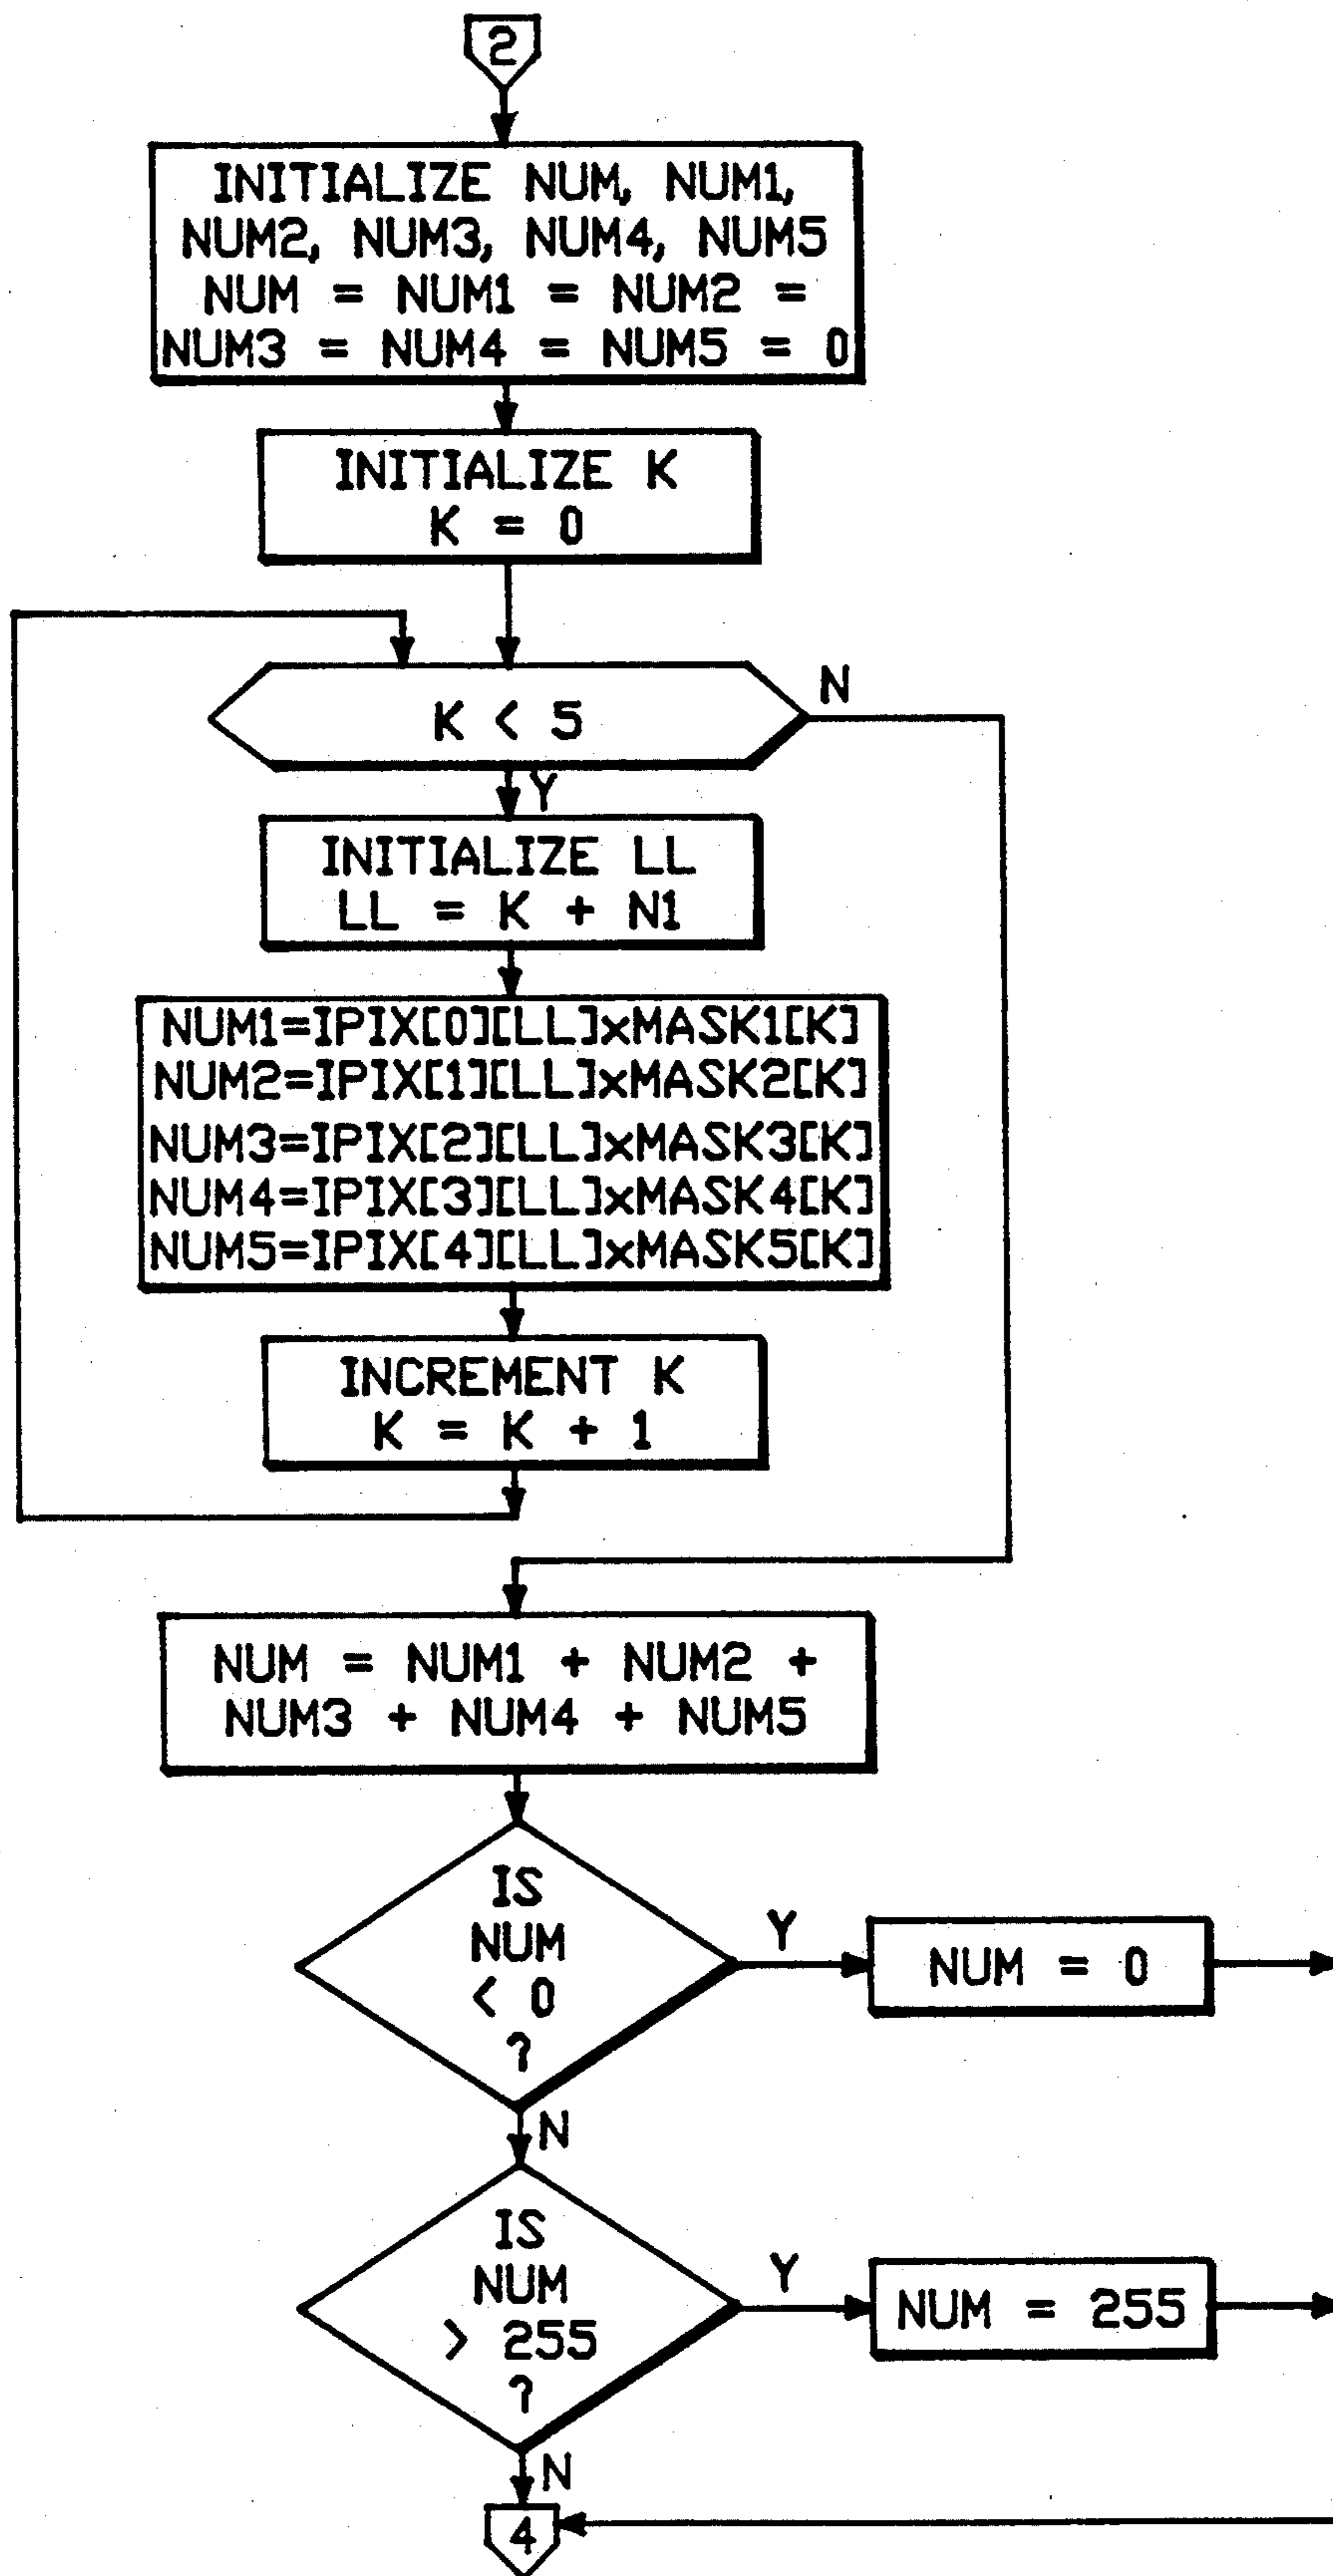 2
INITIALIZE NUM, NUM1,
NUM2, NUM3, NUM4, NUM5
NUM = NUM1 = NUM2 =
NUM3 = NUM4 = NUM5 = 0
INITIALIZE K
K = 0
K < 5
N
Y
INITIALIZE LL
LL = K + N1
NUM1=IPIX[0][LL]xMASK1[K]
NUM2=IPIX[1][LL]xMASK2[K]
NUM3=IPIX[2][LL]xMASK3[K]
NUM4=IPIX[3][LL]xMASK4[K]
NUM5=IPIX[4][LL]xMASK5[K]
INCREMENT K
K = K + 1
NUM = NUM1 + NUM2 +
NUM3 + NUM4 + NUM5
IS
NUM
< 0
?
Y
NUM = 0
N
IS
NUM
> 255
?
Y
NUM = 255
N
4